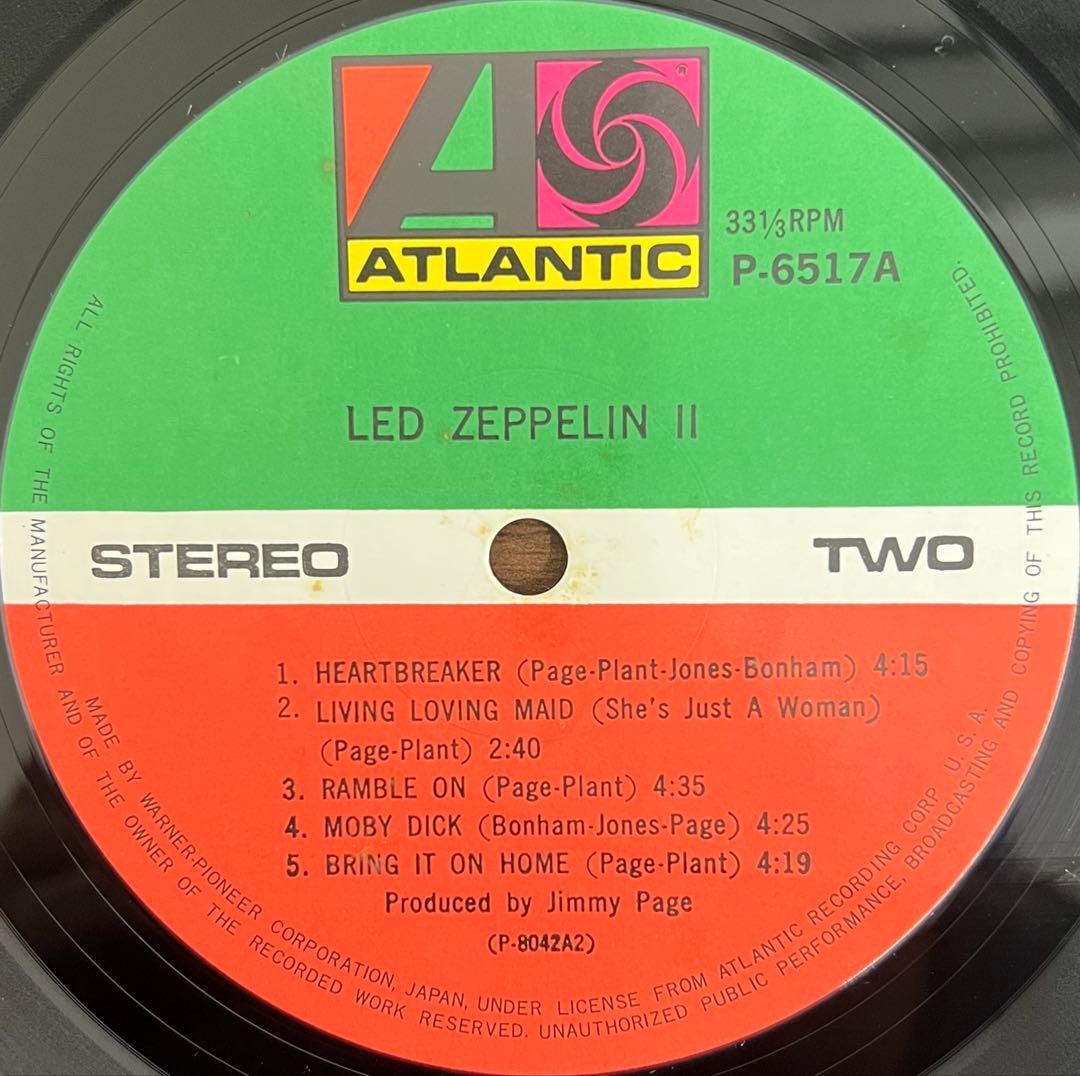 A
®
ATLANTIC
33⅓RPM
P-6517A
LED ZEPPELIN II
STEREO
TWO
1. HEARTBREAKER (Page-Plant-Jones-Bonham) 4:15
2. LIVING LOVING MAID (She's Just A Woman)
(Page-Plant) 2:40
3. RAMBLE ON (Page-Plant) 4:35
4. MOBY DICK (Bonham-Jones-Page) 4:25
5. BRING IT ON HOME (Page-Plant) 4:19
Produced by Jimmy Page
(P-8042A2)
MADE BY WARNER-PIONEER CORPORATION, JAPAN, UNDER LICENSE FROM ATLANTIC RECORDING CORP U. S. A.
ALL RIGHTS OF THE MANUFACTURER AND OF THE OWNER OF THE RECORDED WORK RESERVED. UNAUTHORIZED PUBLIC PERFORMANCE, BROADCASTING AND COPYING OF THIS RECORD PROHIBITED.